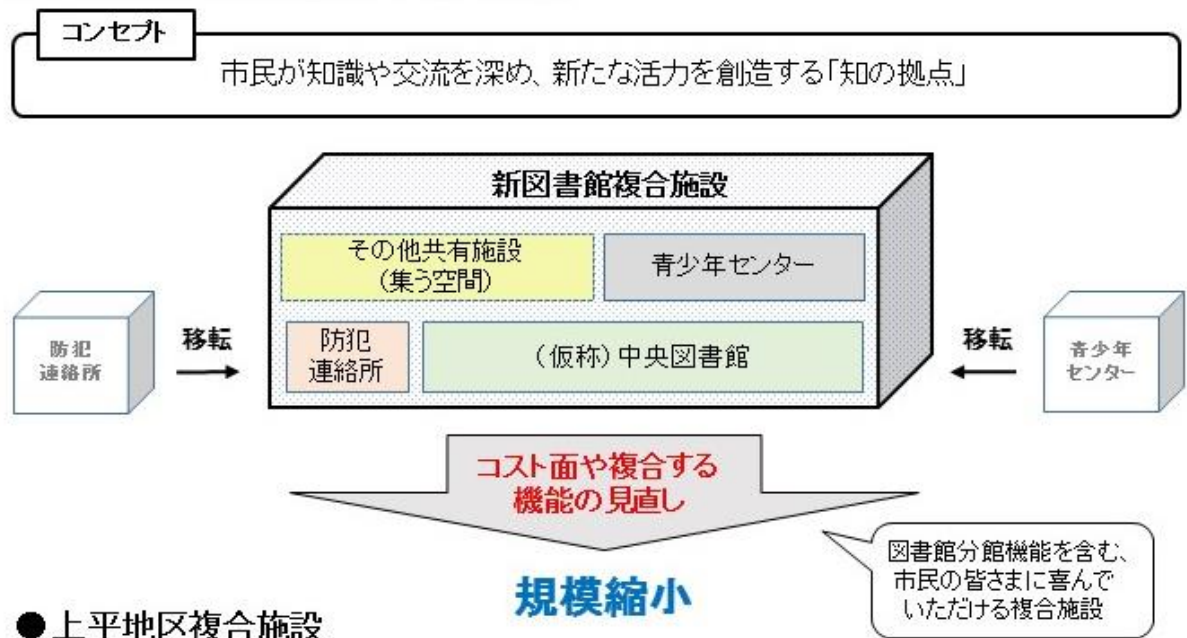 コンセプト
市民が知識や交流を深め、新たな活力を創造する「知の拠点」
新図書館複合施設
その他共有施設
(集う空間)
青少年センター
防犯
連絡所
(仮称)中央図書館
防犯
連絡所
移転
移転
青少年
センター
コスト面や複合する
機能の見直し
規模縮小
図書館分館機能を含む、
市民の皆さまに喜んで
いただける複合施設
●上平地区複合施設